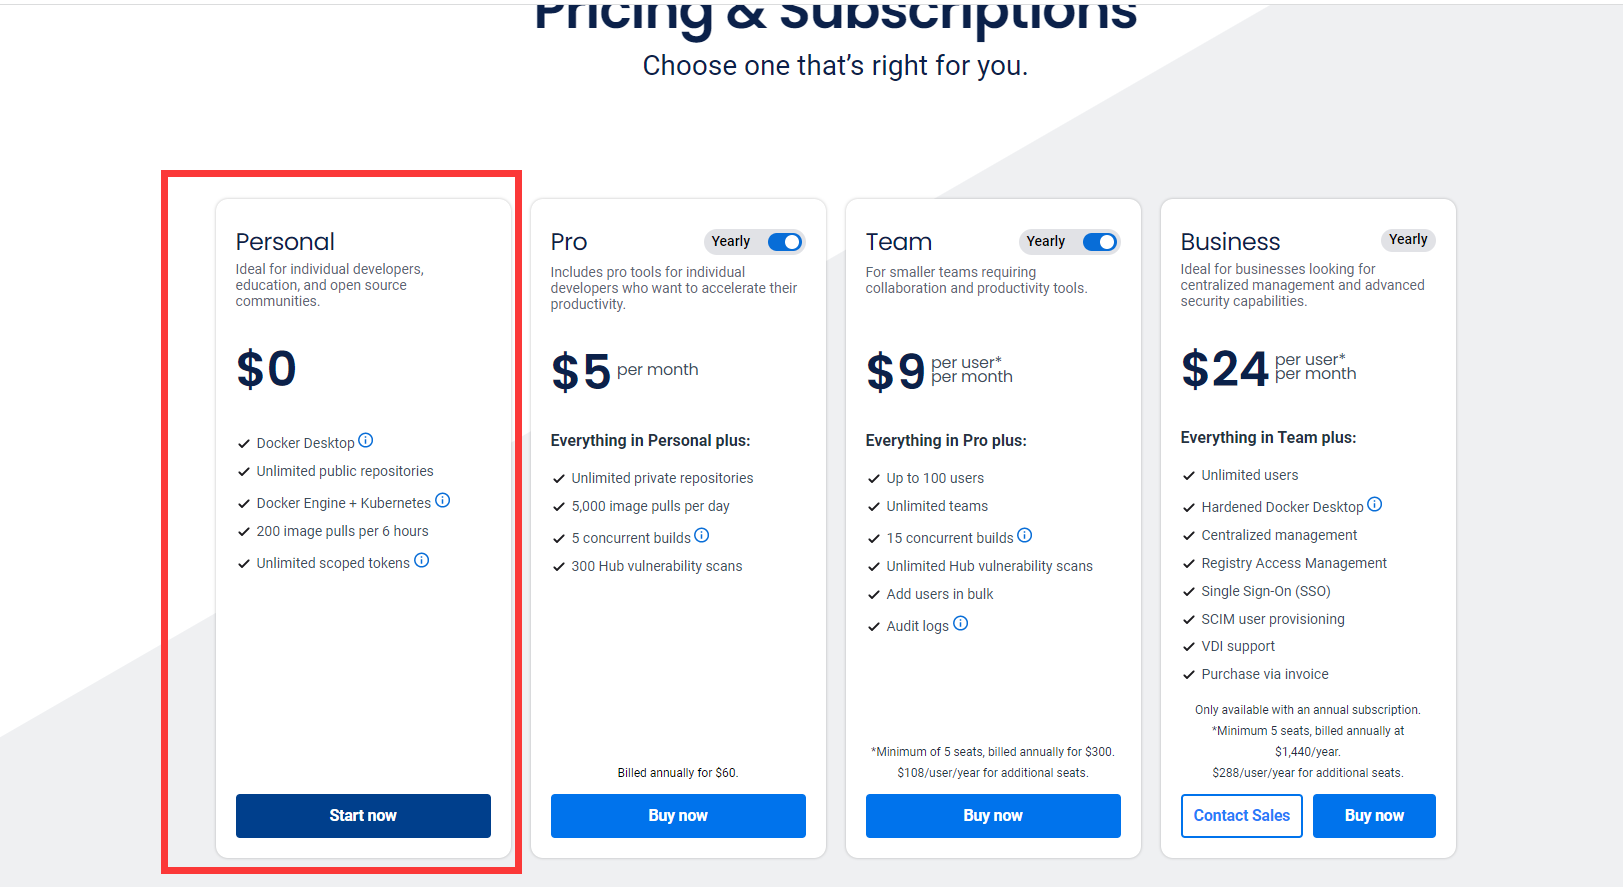 Pricing & Subscriptions
Choose one that’s right for you.
Personal
Ideal for individual developers,
education, and open source
communities.
$0
Docker Desktop
Unlimited public repositories
Docker Engine + Kubernetes
200 image pulls per 6 hours
Unlimited scoped tokens
Start now
Pro
Yearly
Includes pro tools for individual
developers who want to accelerate their
productivity.
$5 per month
Everything in Personal plus:
Unlimited private repositories
5,000 image pulls per day
5 concurrent builds
300 Hub vulnerability scans
Billed annually for $60.
Buy now
Team
Yearly
For smaller teams requiring
collaboration and productivity tools.
$9 per user*
per month
Everything in Pro plus:
Up to 100 users
Unlimited teams
15 concurrent builds
Unlimited Hub vulnerability scans
Add users in bulk
Audit logs
*Minimum of 5 seats, billed annually for $300.
$108/user/year for additional seats.
Buy now
Business
Yearly
Ideal for businesses looking for
centralized management and advanced
security capabilities.
$24 per user*
per month
Everything in Team plus:
Unlimited users
Hardened Docker Desktop
Centralized management
Registry Access Management
Single Sign-On (SSO)
SCIM user provisioning
VDI support
Purchase via invoice
Only available with an annual subscription.
*Minimum 5 seats, billed annually at
$1,440/year.
$288/user/year for additional seats.
Contact Sales
Buy now